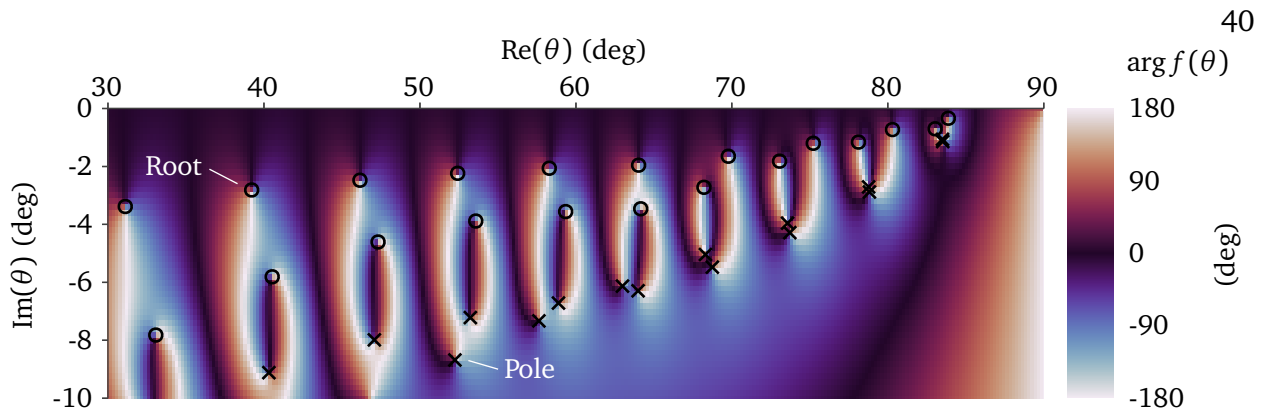 40
Re(θ) (deg)
arg f(θ)
30 40 50 60 70 80 90
0
-2
-4
-6
-8
-10
Im(θ) (deg)
Root
Pole
180
90
0
-90
-180
(deg)